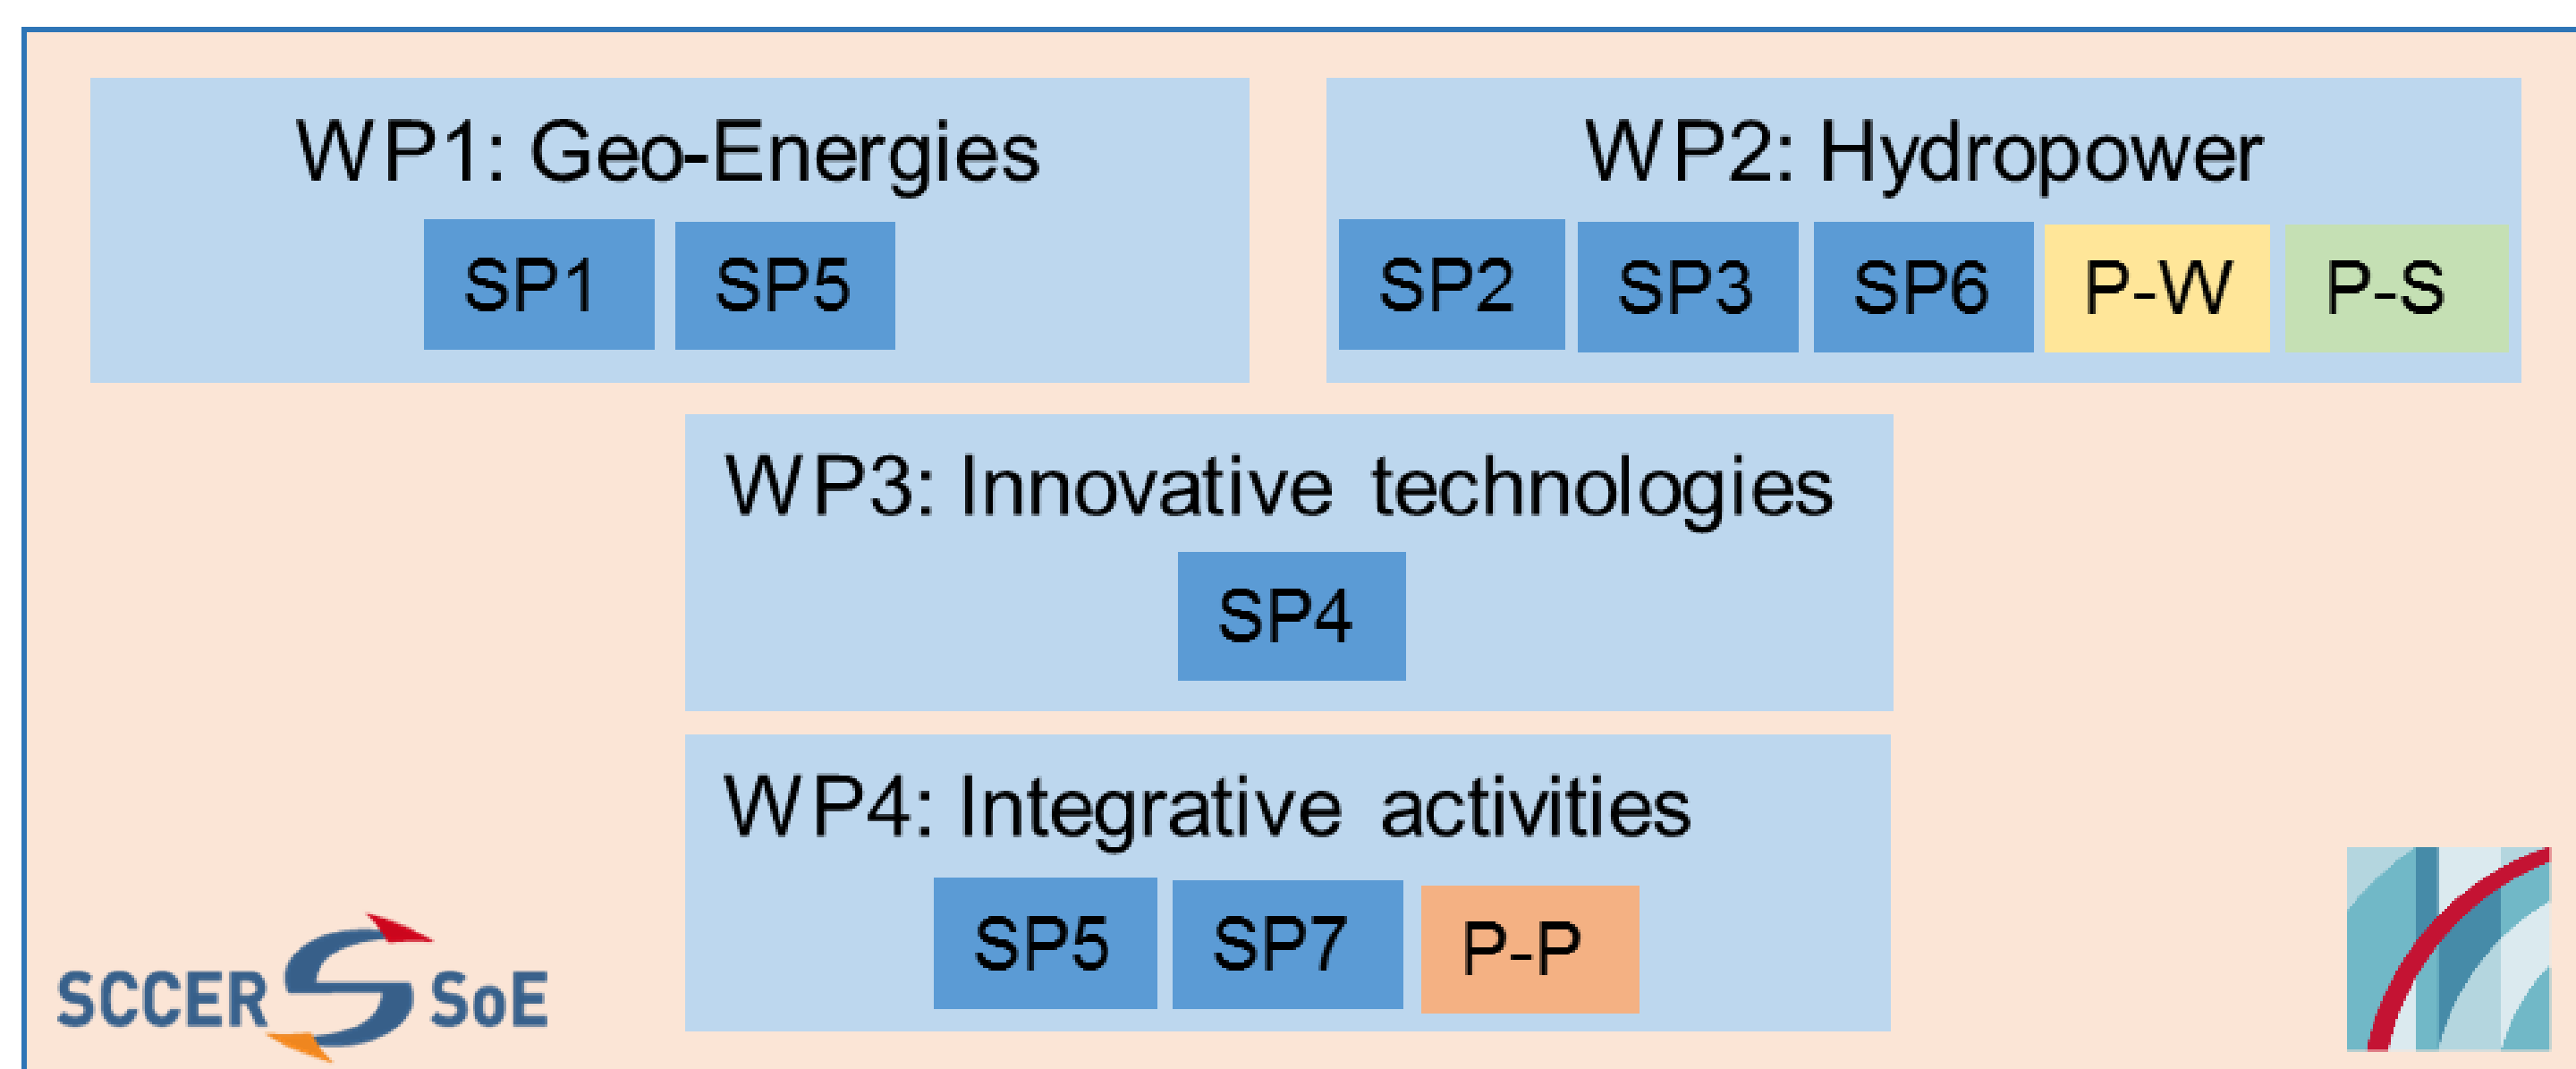 WP1: Geo-Energies
SP1 SP5
WP2: Hydropower
SP2 SP3 SP6 P-W P-S
WP3: Innovative technologies
SP4
WP4: Integrative activities
SP5 SP7 P-P
SCCER SoE